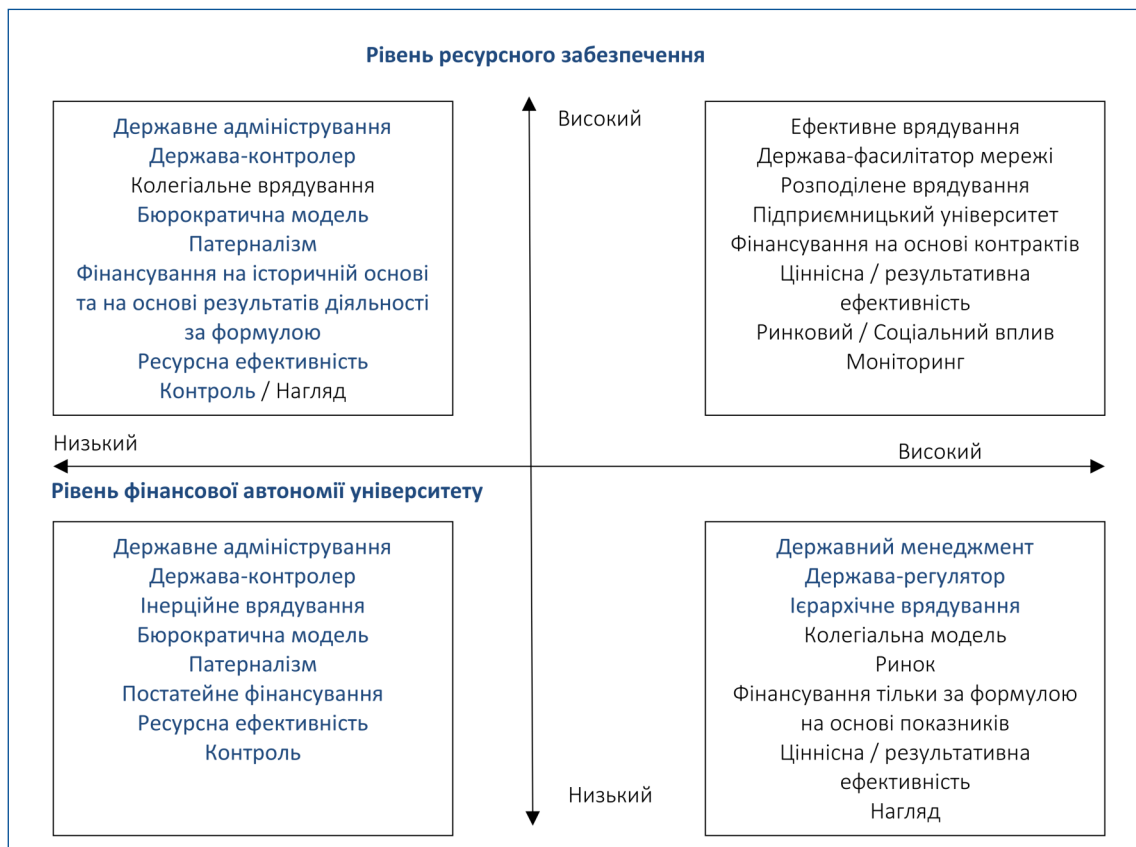 Рівень ресурсного забезпечення
Високий
Державне адміністрування
Держава-контролер
Колегіальне врядування
Бюрократична модель
Патерналізм
Фінансування на історичній основі
та на основі результатів діяльності
за формулою
Ресурсна ефективність
Контроль / Нагляд
Ефективне врядування
Держава-фасилітатор мережі
Розподілене врядування
Підприємницький університет
Фінансування на основі контрактів
Ціннісна / результативна
ефективність
Ринковий / Соціальний вплив
Моніторинг
Низький
Високий
Рівень фінансової автономії університету
Державне адміністрування
Держава-контролер
Інерційне врядування
Бюрократична модель
Патерналізм
Постатейне фінансування
Ресурсна ефективність
Контроль
Державний менеджмент
Держава-регулятор
Ієрархічне врядування
Колегіальна модель
Ринок
Фінансування тільки за формулою
на основі показників
Ціннісна / результативна
ефективність
Нагляд
Низький